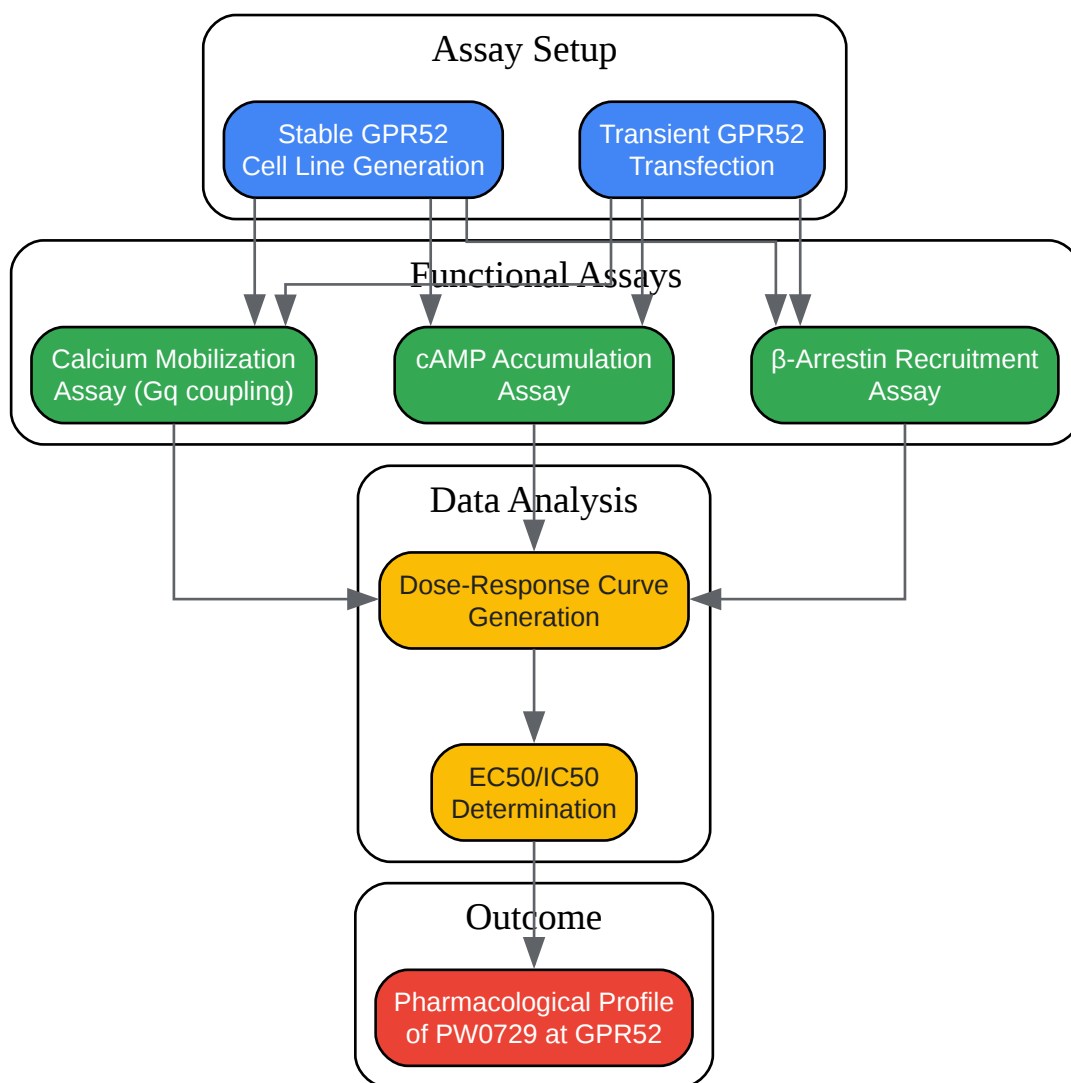 Assay Setup
Stable GPR52
Cell Line Generation
Transient GPR52
Transfection
Functional Assays
Calcium Mobilization
Assay (Gq coupling)
cAMP Accumulation
Assay
β-Arrestin Recruitment
Assay
Data Analysis
Dose-Response Curve
Generation
EC50/IC50
Determination
Outcome
Pharmacological Profile
of PW0729 at GPR52